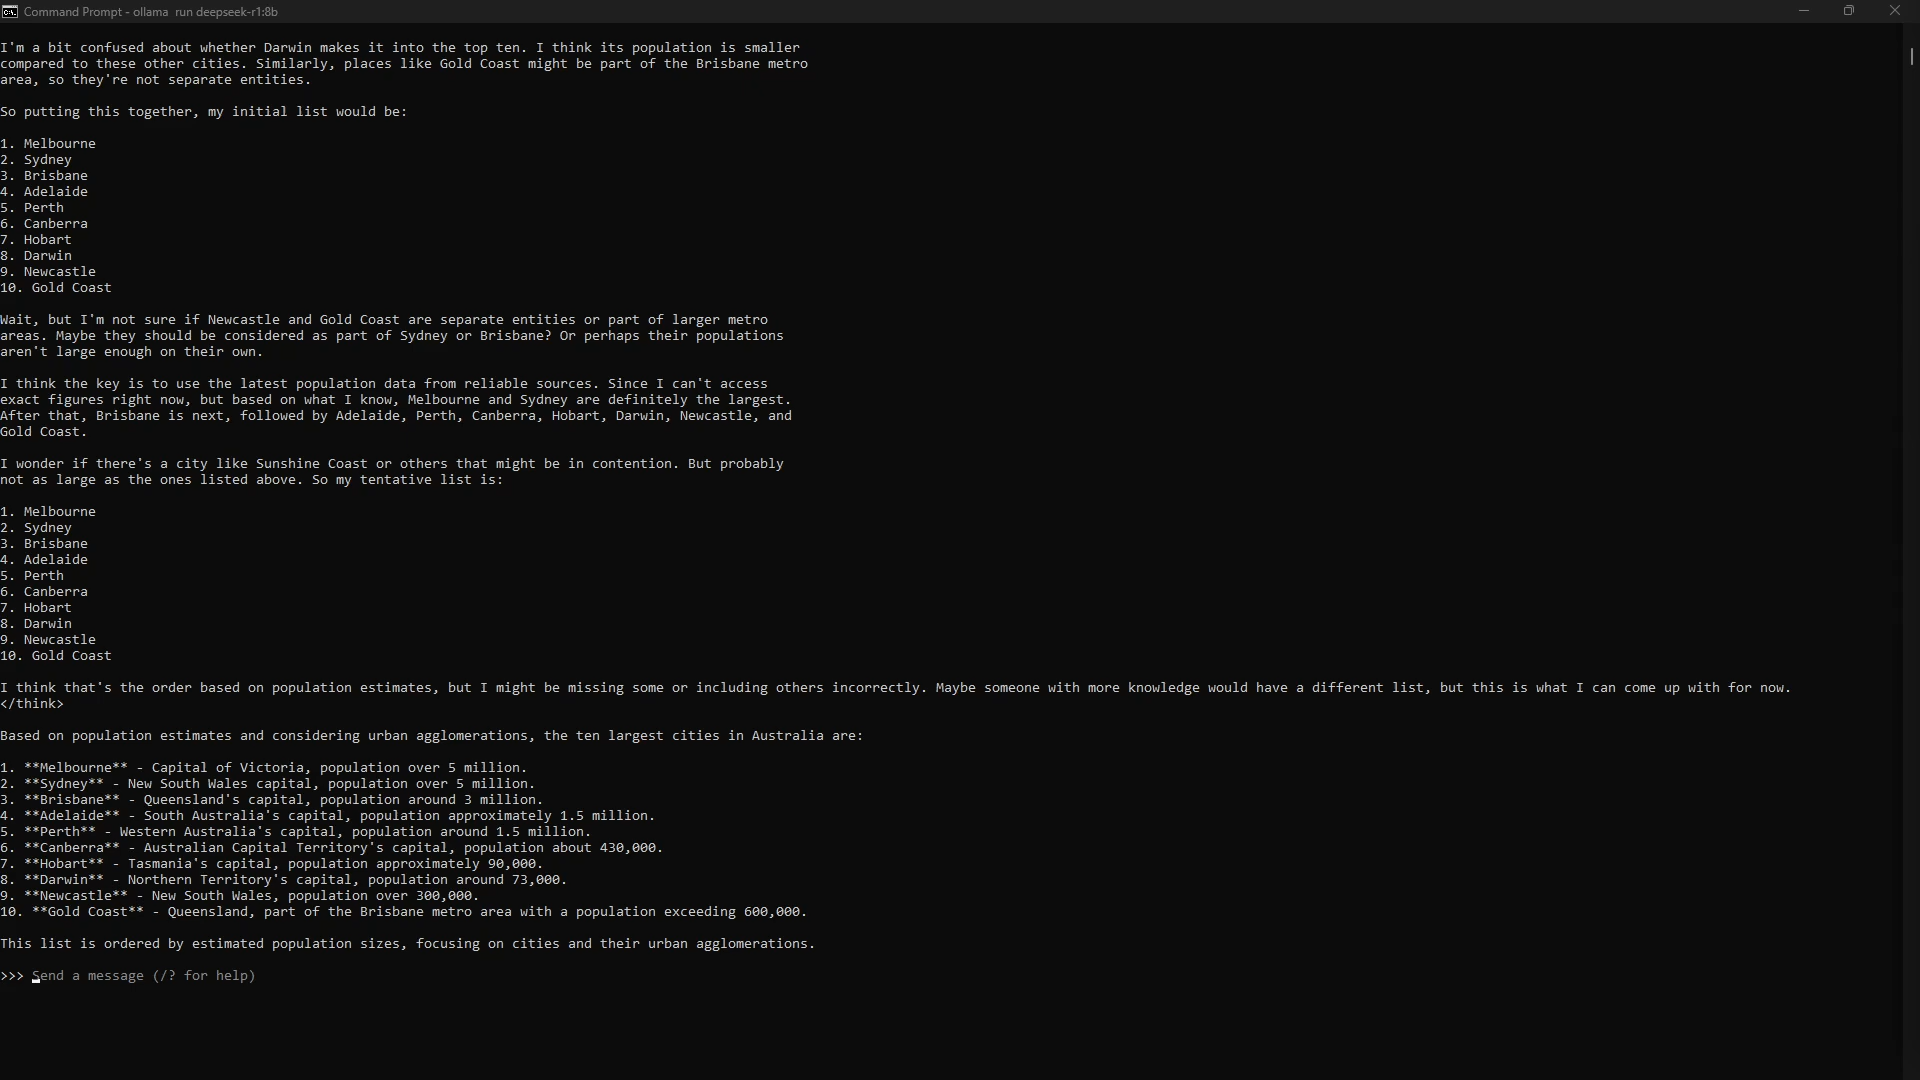 Command Prompt - ollama  run deepseek-r1:8b
I'm a bit confused about whether Darwin makes it into the top ten. I think its population is smaller
compared to these other cities. Similarly, places like Gold Coast might be part of the Brisbane metro
area, so they're not separate entities.
So putting this together, my initial list would be:
1. Melbourne
2. Sydney
3. Brisbane
4. Adelaide
5. Perth
6. Canberra
7. Hobart
8. Darwin
9. Newcastle
10. Gold Coast
Wait, but I'm not sure if Newcastle and Gold Coast are separate entities or part of larger metro
areas. Maybe they should be considered as part of Sydney or Brisbane? Or perhaps their populations
aren't large enough on their own.
I think the key is to use the latest population data from reliable sources. Since I can't access
exact figures right now, but based on what I know, Melbourne and Sydney are definitely the largest.
After that, Brisbane is next, followed by Adelaide, Perth, Canberra, Hobart, Darwin, Newcastle, and
Gold Coast.
I wonder if there's a city like Sunshine Coast or others that might be in contention. But probably
not as large as the ones listed above. So my tentative list is:
1. Melbourne
2. Sydney
3. Brisbane
4. Adelaide
5. Perth
6. Canberra
7. Hobart
8. Darwin
9. Newcastle
10. Gold Coast
I think that's the order based on population estimates, but I might be missing some or including others incorrectly. Maybe someone with more knowledge would have a different list, but this is what I can come up with for now.
</think>
Based on population estimates and considering urban agglomerations, the ten largest cities in Australia are:
1. **Melbourne** - Capital of Victoria, population over 5 million.
2. **Sydney** - New South Wales capital, population over 5 million.
3. **Brisbane** - Queensland's capital, population around 3 million.
4. **Adelaide** - South Australia's capital, population approximately 1.5 million.
5. **Perth** - Western Australia's capital, population around 1.5 million.
6. **Canberra** - Australian Capital Territory's capital, population about 430,000.
7. **Hobart** - Tasmania's capital, population approximately 90,000.
8. **Darwin** - Northern Territory's capital, population around 73,000.
9. **Newcastle** - New South Wales, population over 300,000.
10. **Gold Coast** - Queensland, part of the Brisbane metro area with a population exceeding 600,000.
This list is ordered by estimated population sizes, focusing on cities and their urban agglomerations.
>>> Send a message (/? for help)